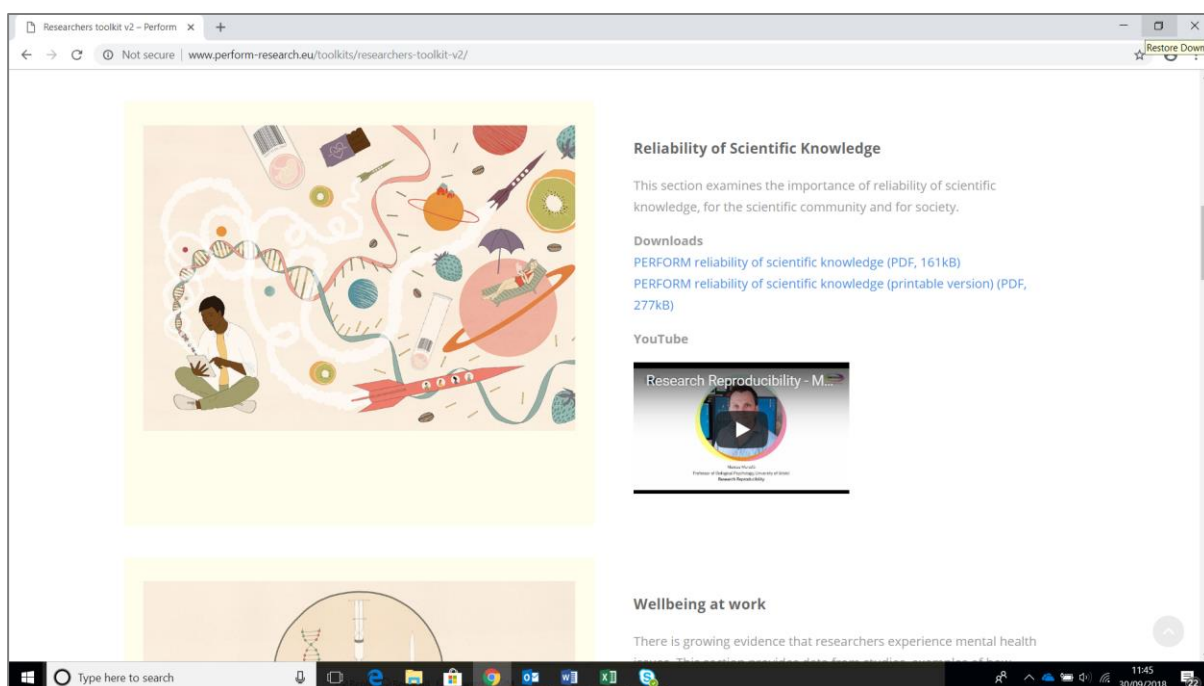 Researchers toolkit v2 – Perform
Not secure | www.perform-research.eu/toolkits/researchers-toolkit-v2/
Restore Down
Reliability of Scientific Knowledge
This section examines the importance of reliability of scientific
knowledge, for the scientific community and for society.
Downloads
PERFORM reliability of scientific knowledge (PDF, 161kB)
PERFORM reliability of scientific knowledge (printable version) (PDF,
277kB)
YouTube
Research Reproducibility - M...
Research Reproducibility
Wellbeing at work
There is growing evidence that researchers experience mental health
Type here to search
11:45
30/09/2018
22